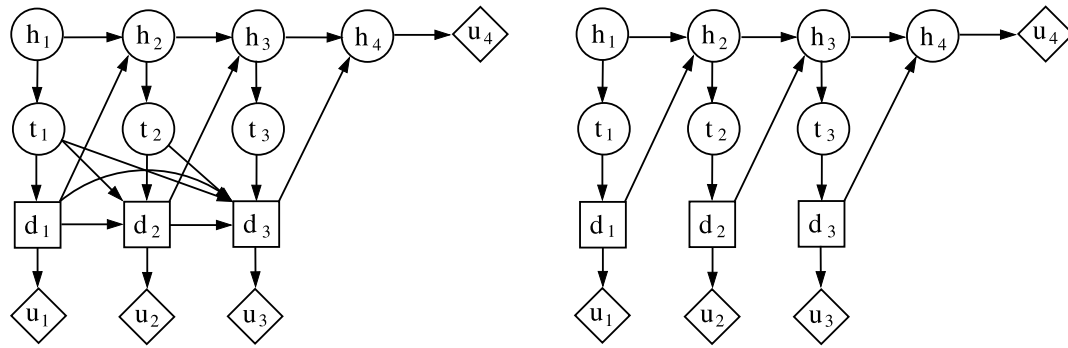 h1 h2 h3 h4 u4 h1 h2 h3 h4 u4
t1 t2 t3 t1 t2 t3
d1 d2 d3 d1 d2 d3
u1 u2 u3 u1 u2 u3